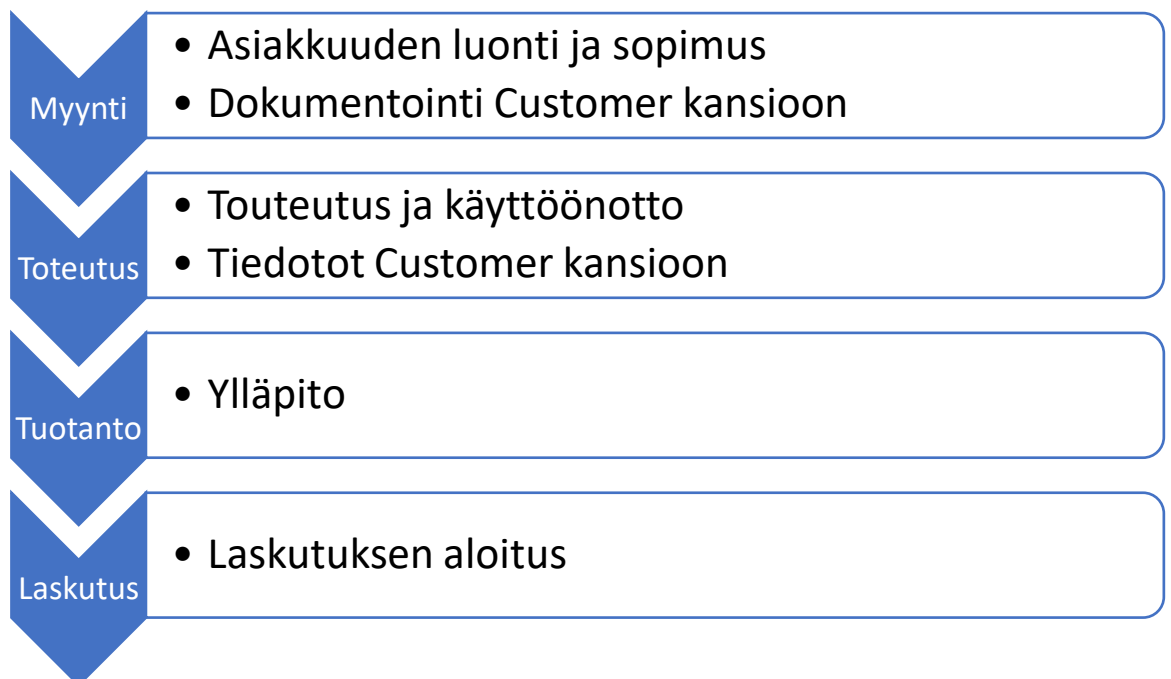 Myynti
• Asiakkuuden luonti ja sopimus
• Dokumentointi Customer kansioon
Toteutus
• Touteutus ja käyttöönotto
• Tiedotot Customer kansioon
Tuotanto
• Ylläpito
Laskutus
• Laskutuksen aloitus